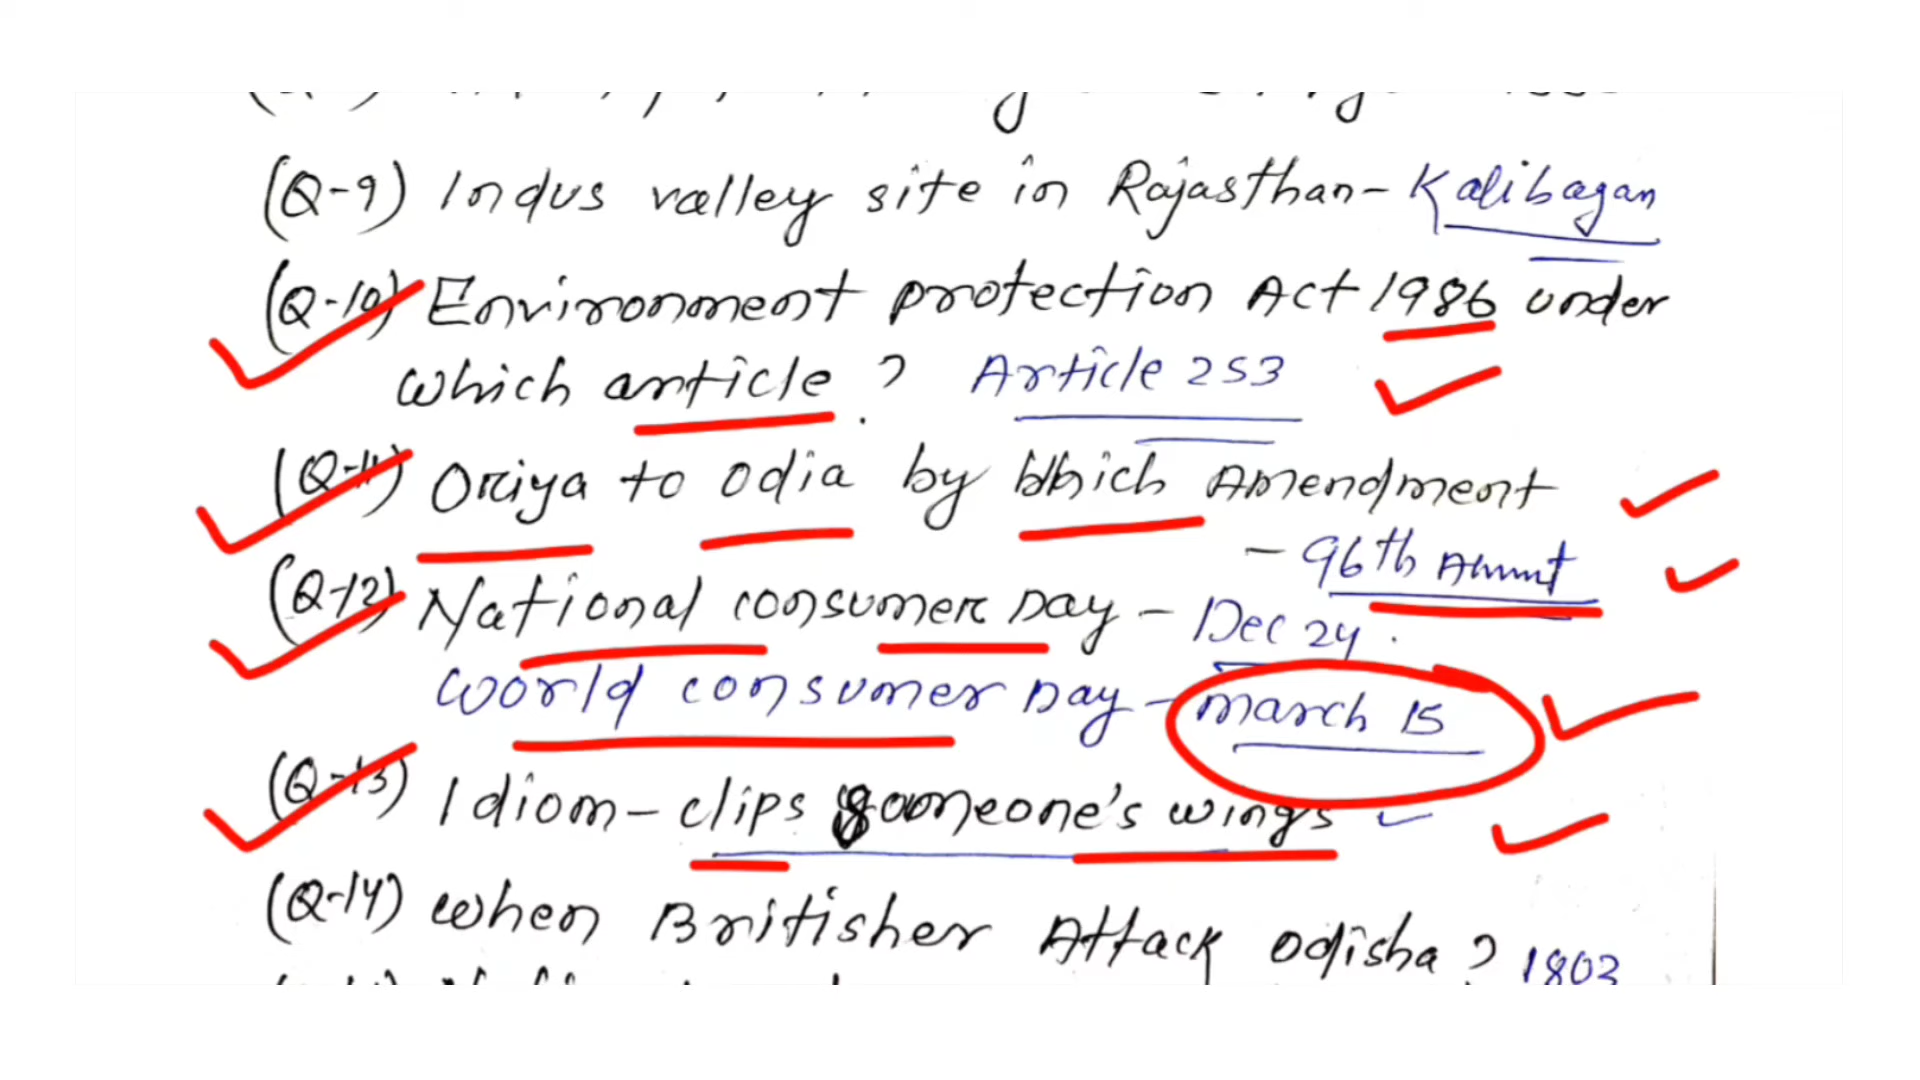 (Q-9) Indus valley site in Rajasthan- Kalibagan
(Q-10) Environment protection Act 1986 under
which article ? Article 253
(Q-11) Oriya to Odia by Which Amendment
- 96th Amnt
(Q-12) National consumer Day - Dec 24.
World consumer Day - March 15
(Q-13) Idiom- clips someone's wings
(Q-14) When Britisher Attack Odisha ? 1803